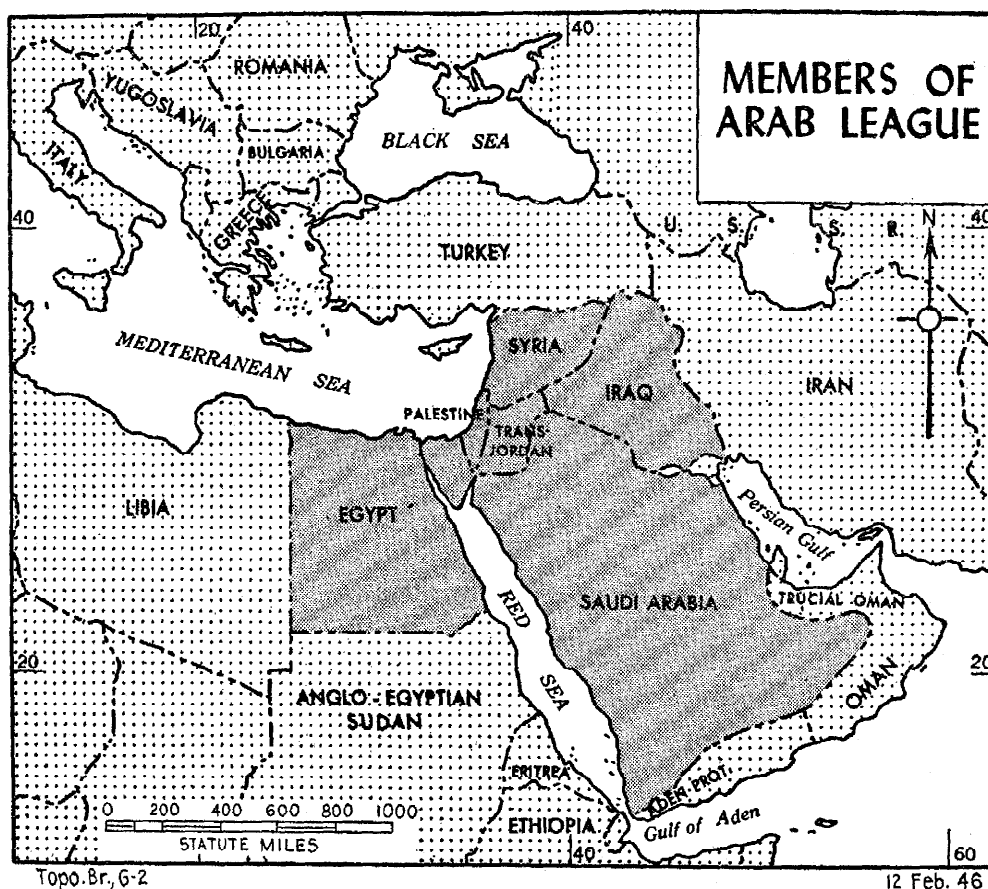 20
40
ROMANIA
MEMBERS OF
ARAB LEAGUE
YUGOSLAVIA
BULGARIA
BLACK SEA
ITALY
GREECE
40
TURKEY
U. S. S. R.
N
40
MEDITERRANEAN SEA
SYRIA
IRAQ
IRAN
PALESTINE
TRANS-
JORDAN
LIBIA
EGYPT
Persian Gulf
RED
SEA
SAUDI ARABIA
TRUCIAL OMAN
20
20
OMAN
ANGLO-EGYPTIAN
SUDAN
ERITREA
ADEN PROT.
ETHIOPIA
Gulf of Aden
0 200 400 600 800 1000
STATUTE MILES
40
60
Topo.Br., G-2
12 Feb. 46